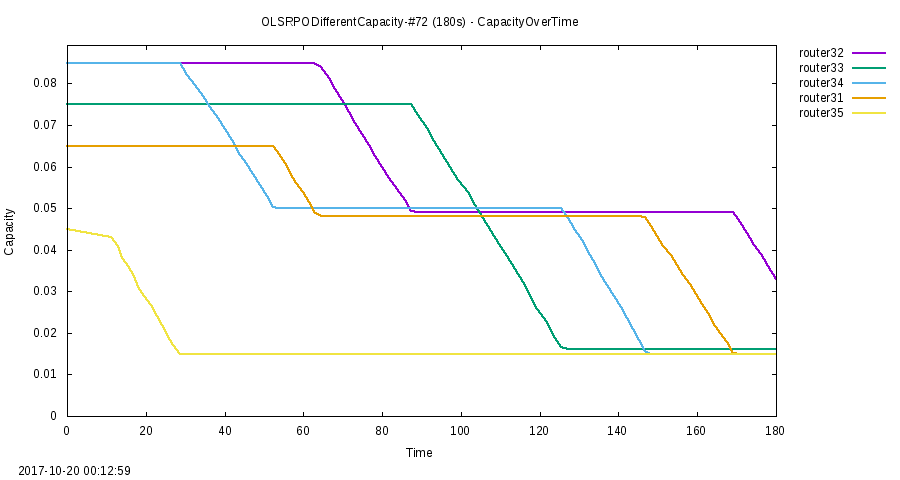 OLSRPODifferentCapacity-#72 (180s) - CapacityOverTime
router32
router33
router34
router31
router35
0.08
0.07
0.06
0.05
0.04
0.03
0.02
0.01
0
Capacity
0 20 40 60 80 100 120 140 160 180
Time
2017-10-20 00:12:59